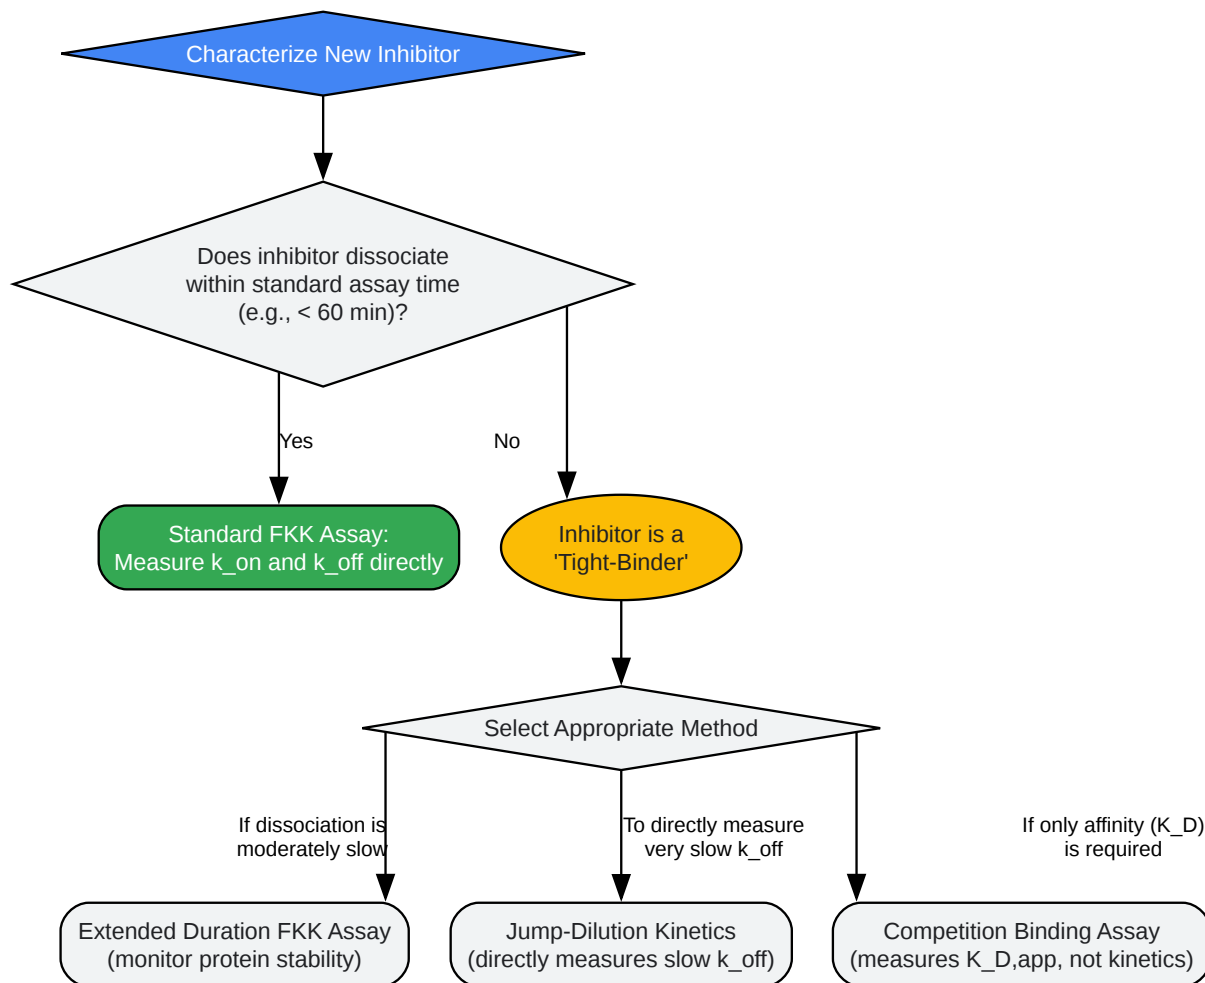 Characterize New Inhibitor
Does inhibitor dissociate
within standard assay time
(e.g., < 60 min)?
Yes
No
Standard FKK Assay:
Measure k_on and k_off directly
Inhibitor is a
'Tight-Binder'
Select Appropriate Method
If dissociation is
moderately slow
To directly measure
very slow k_off
If only affinity (K_D)
is required
Extended Duration FKK Assay
(monitor protein stability)
Jump-Dilution Kinetics
(directly measures slow k_off)
Competition Binding Assay
(measures K_D,app, not kinetics)